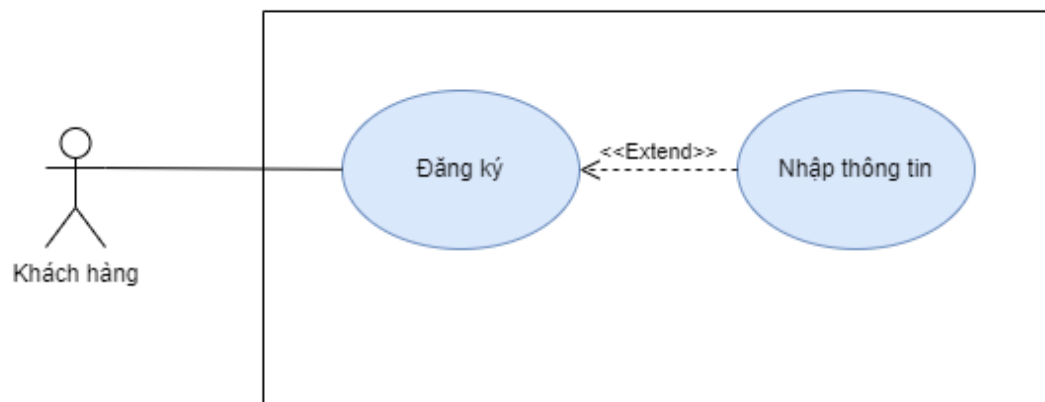 Đăng ký
<<Extend>>
Nhập thông tin
Khách hàng